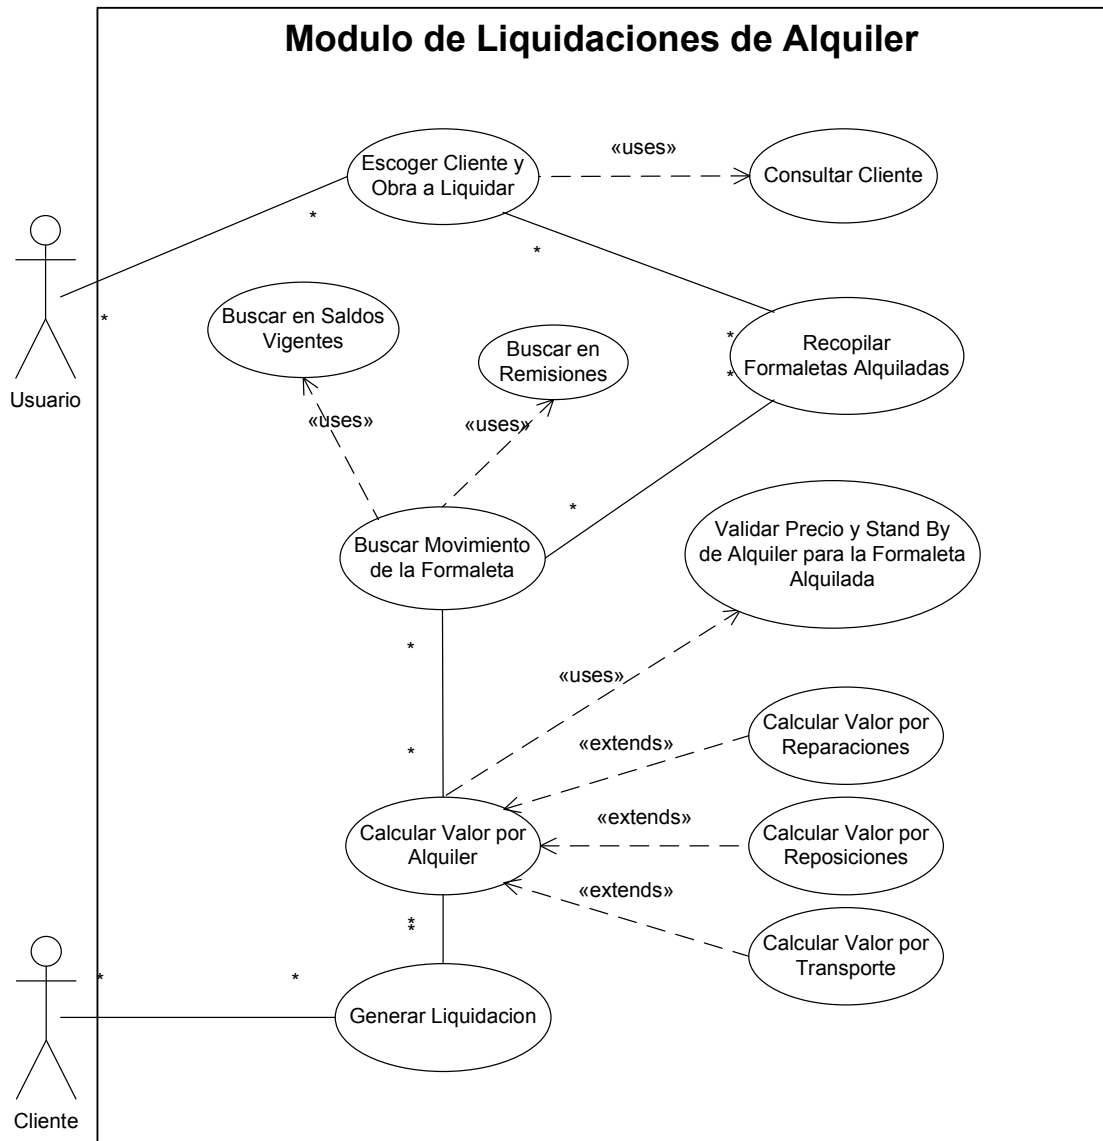 Modulo de Liquidaciones de Alquiler
Escoger Cliente y
Obra a Liquidar
«uses»
Consultar Cliente
*
*
*
Usuario
Buscar en Saldos
Vigentes
Buscar en
Remisiones
*
*
Recopilar
Formaletas Alquiladas
«uses»
«uses»
*
Buscar Movimiento
de la Formaleta
Validar Precio y Stand By
de Alquiler para la Formaleta
Alquilada
*
«uses»
*
«extends»
Calcular Valor por
Reparaciones
Calcular Valor por
Alquiler
«extends»
Calcular Valor por
Reposiciones
«extends»
Calcular Valor por
Transporte
*
*
*
*
Generar Liquidacion
Cliente